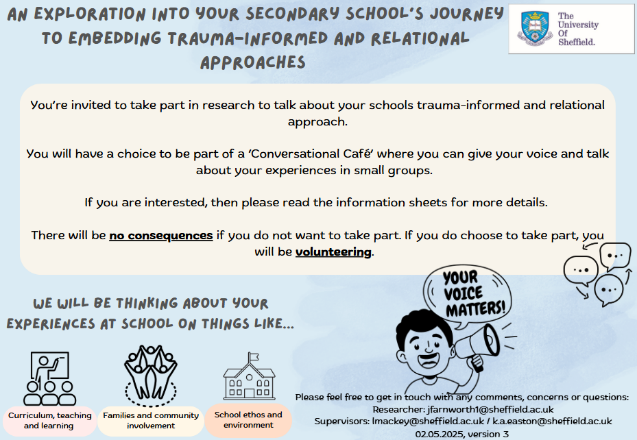 AN EXPLORATION INTO YOUR SECONDARY SCHOOL'S JOURNEY
TO EMBEDDING TRAUMA-INFORMED AND RELATIONAL
APPROACHES
The
University
Of
Sheffield.
You're invited to take part in research to talk about your schools trauma-informed and relational
approach.
You will have a choice to be part of a 'Conversational Café' where you can give your voice and talk
about your experiences in small groups.
If you are interested, then please read the information sheets for more details.
There will be no consequences if you do not want to take part. If you do choose to take part, you
will be volunteering.
YOUR
VOICE
MATTERS!
WE WILL BE THINKING ABOUT YOUR
EXPERIENCES AT SCHOOL ON THINGS LIKE...
Curriculum, teaching
and learning
Families and community
involvement
School ethos and
environment
Please feel free to get in touch with any comments, concerns or questions:
Researcher: jfarnworth1@sheffield.ac.uk
Supervisors: lmackey@sheffield.ac.uk / k.a.easton@sheffield.ac.uk
02.05.2025, version 3